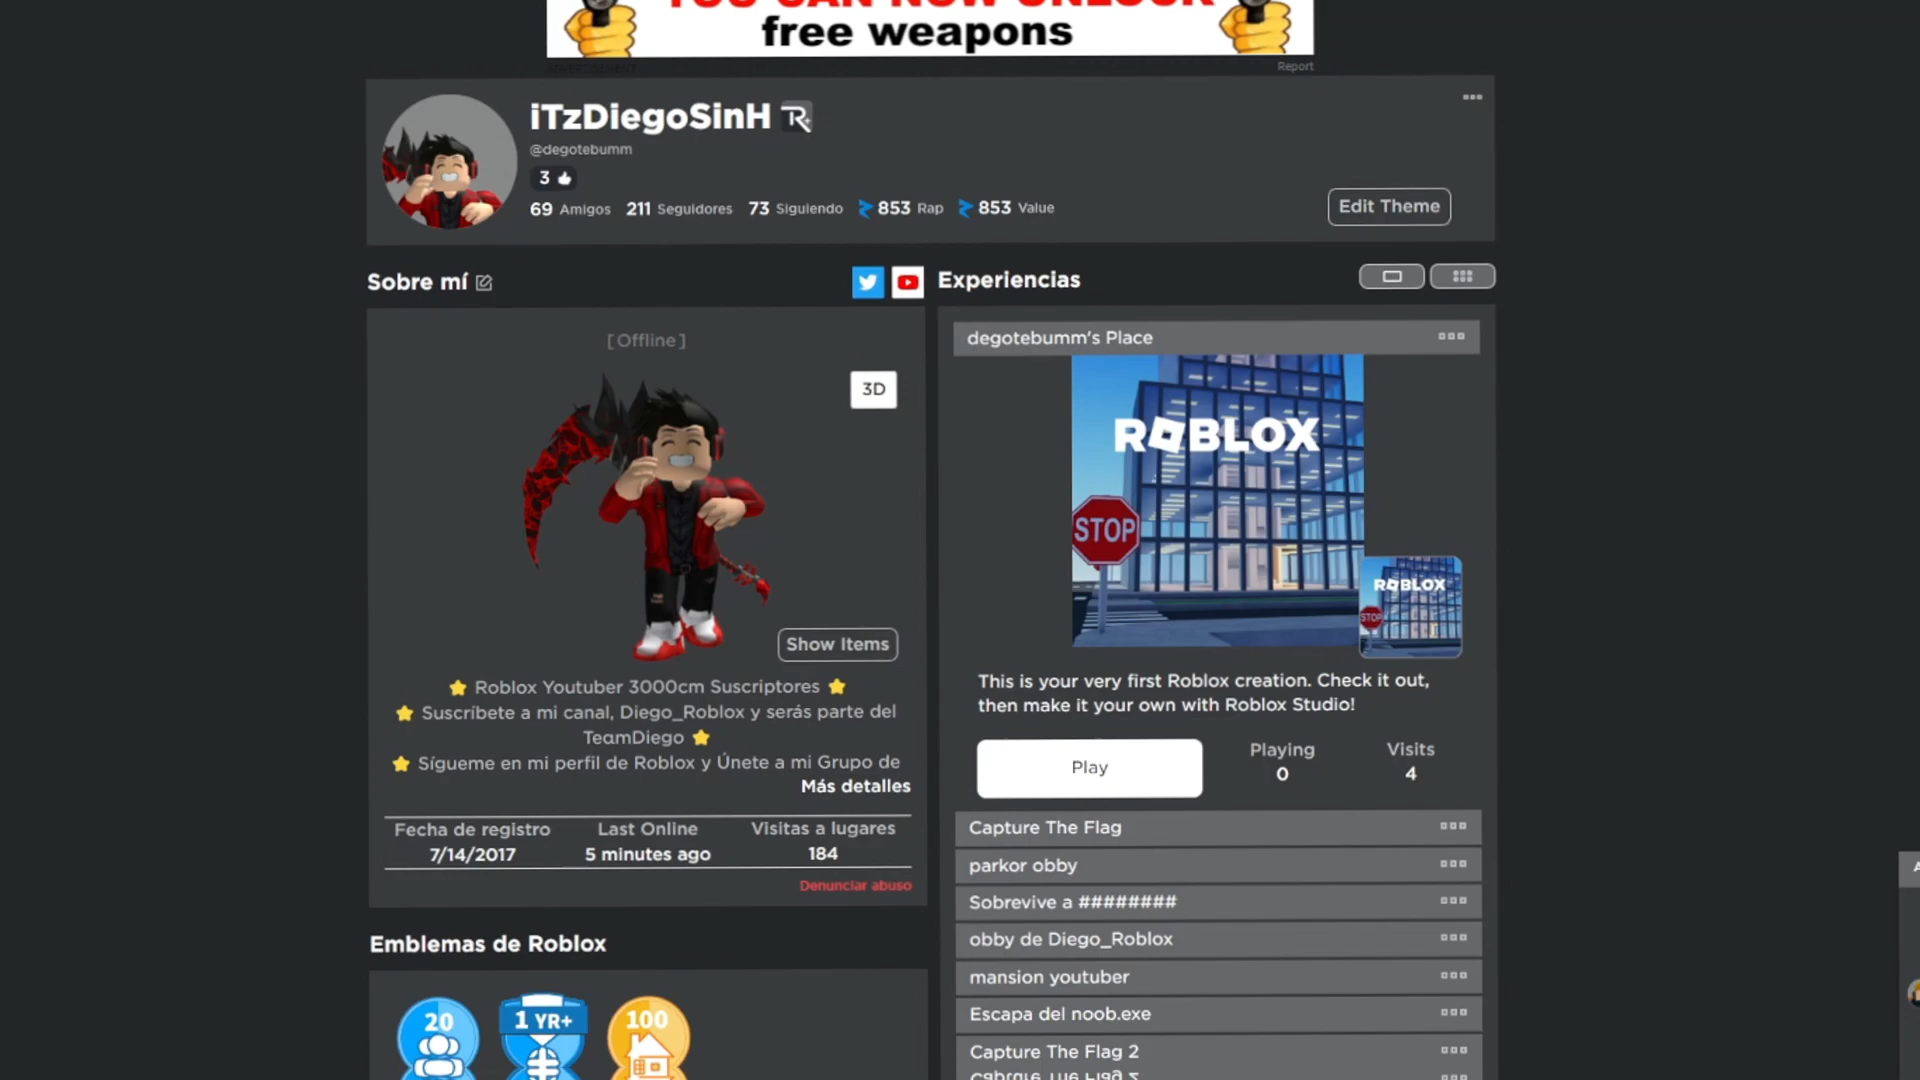 YOU CAN NOW UNLOCK
free weapons
Report
iTzDiegoSinH
@degotebumm
3
69 Amigos 211 Seguidores 73 Siguiendo 853 Rap 853 Value
Edit Theme
Sobre mí
[Offline]
3D
Show Items
Roblox Youtuber 3000cm Suscriptores
Suscríbete a mi canal, Diego_Roblox y serás parte del
TeamDiego
Sígueme en mi perfil de Roblox y Únete a mi Grupo de
Más detalles
Fecha de registro Last Online Visitas a lugares
7/14/2017 5 minutes ago 184
Denunciar abuso
Emblemas de Roblox
20
1 YR+
100
Experiencias
degotebumm's Place
ROBLOX
STOP
ROBLOX
STOP
This is your very first Roblox creation. Check it out,
then make it your own with Roblox Studio!
Play
Playing Visits
0 4
Capture The Flag
parkor obby
Sobrevive a ########
obby de Diego_Roblox
mansion youtuber
Escapa del noob.exe
Capture The Flag 2